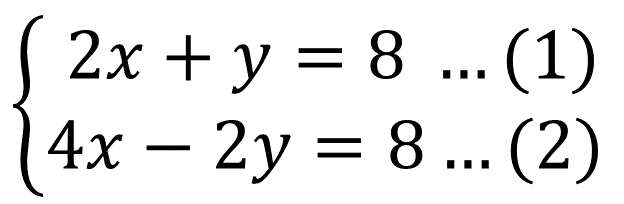 2x + y = 8 ...(1)
4x − 2y = 8 ...(2)